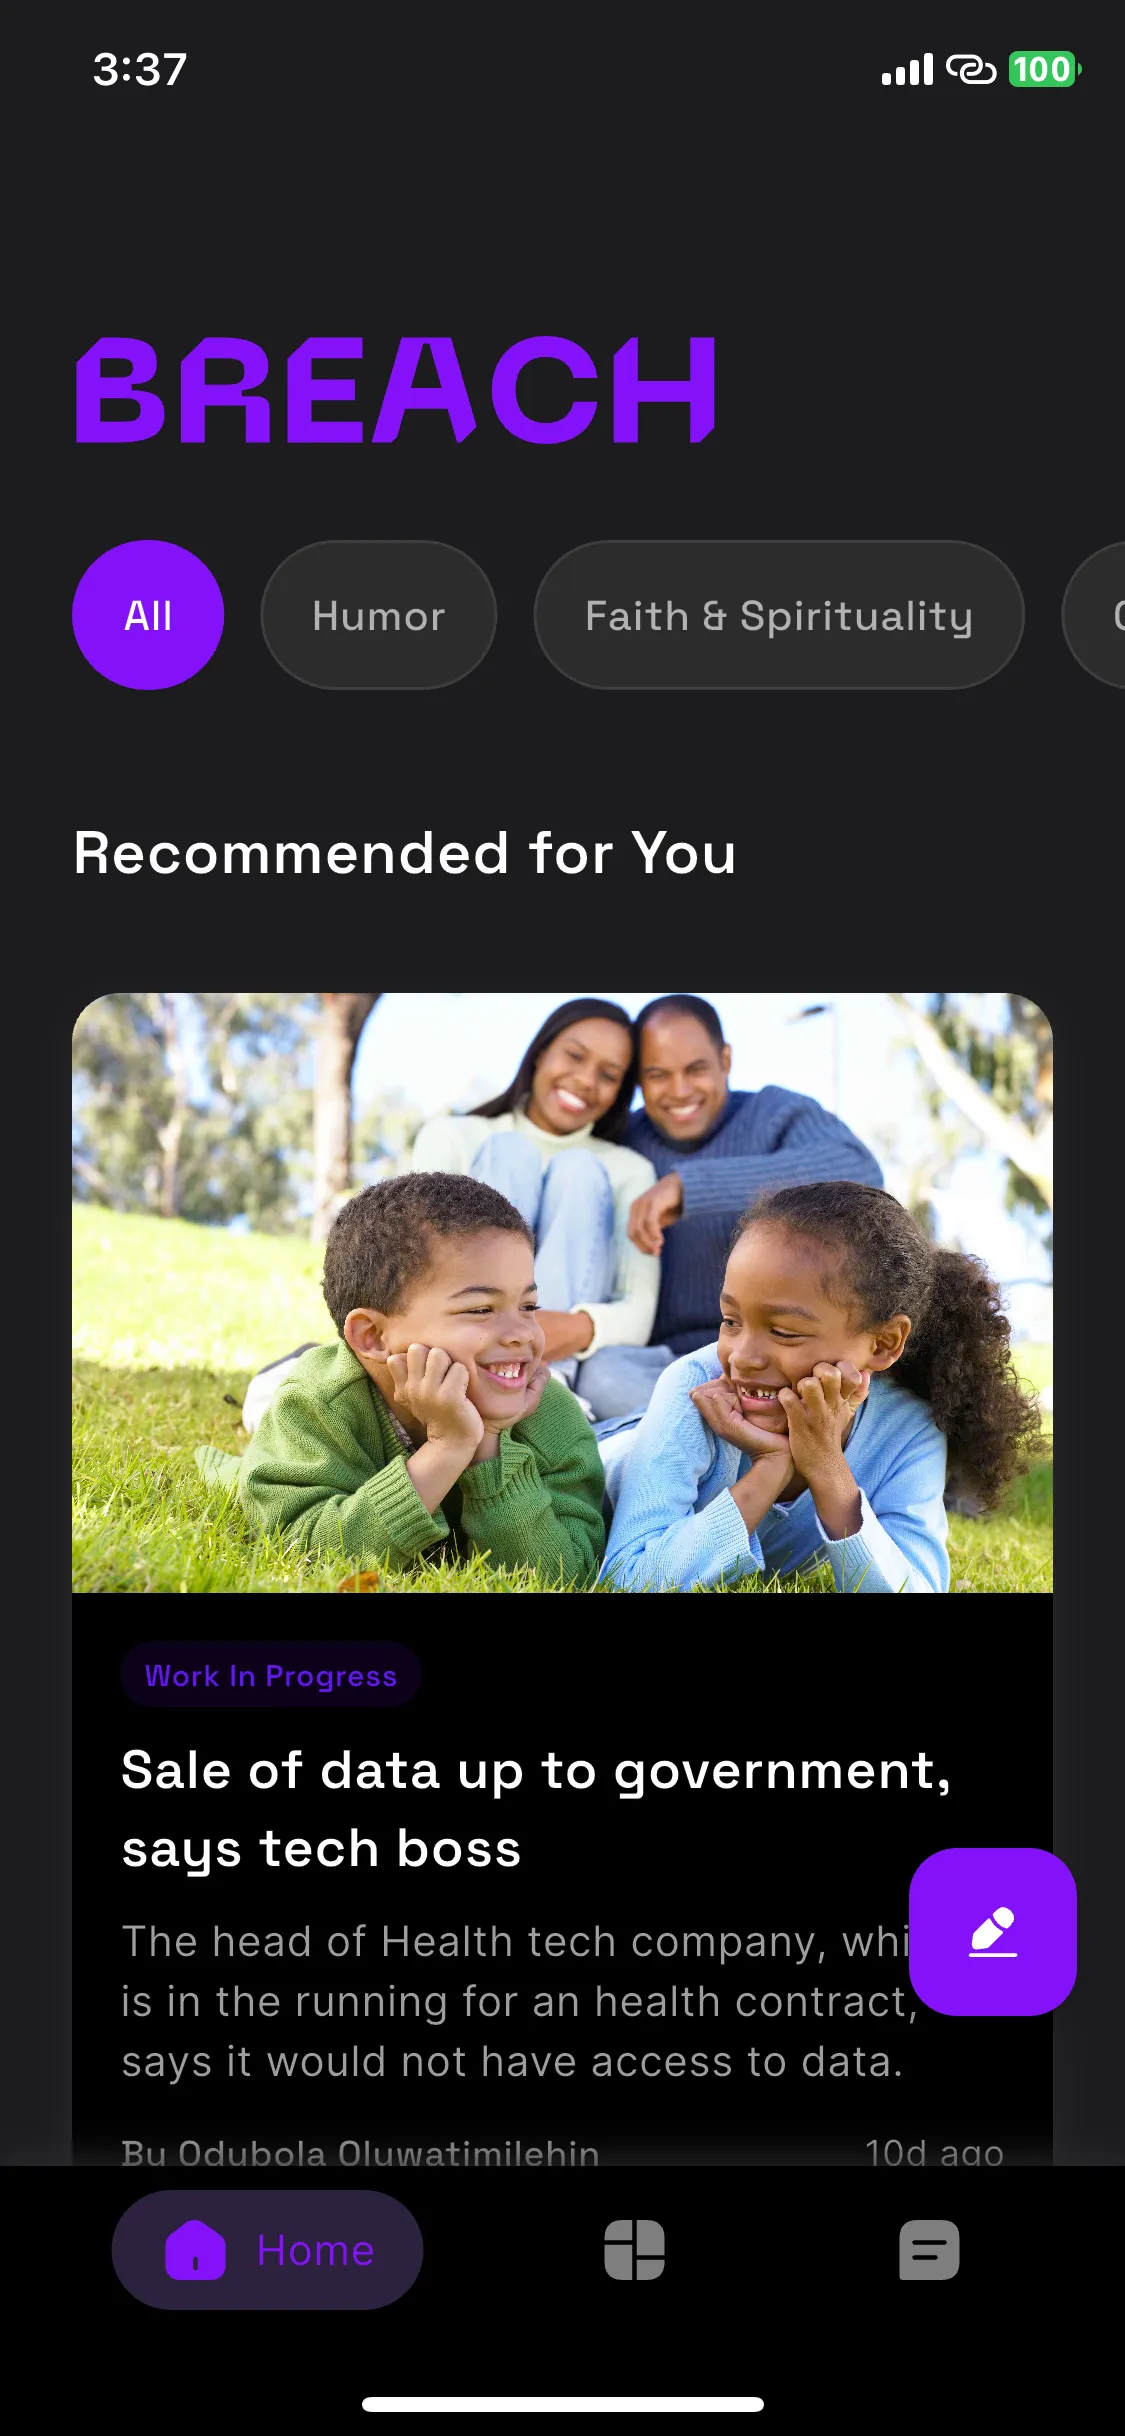 3:37
100
BREACH
All
Humor
Faith & Spirituality
Recommended for You
Work In Progress
Sale of data up to government,
says tech boss
The head of Health tech company, whi
is in the running for an health contract,
says it would not have access to data.
By Odubola Oluwatimilehin
10d ago
Home